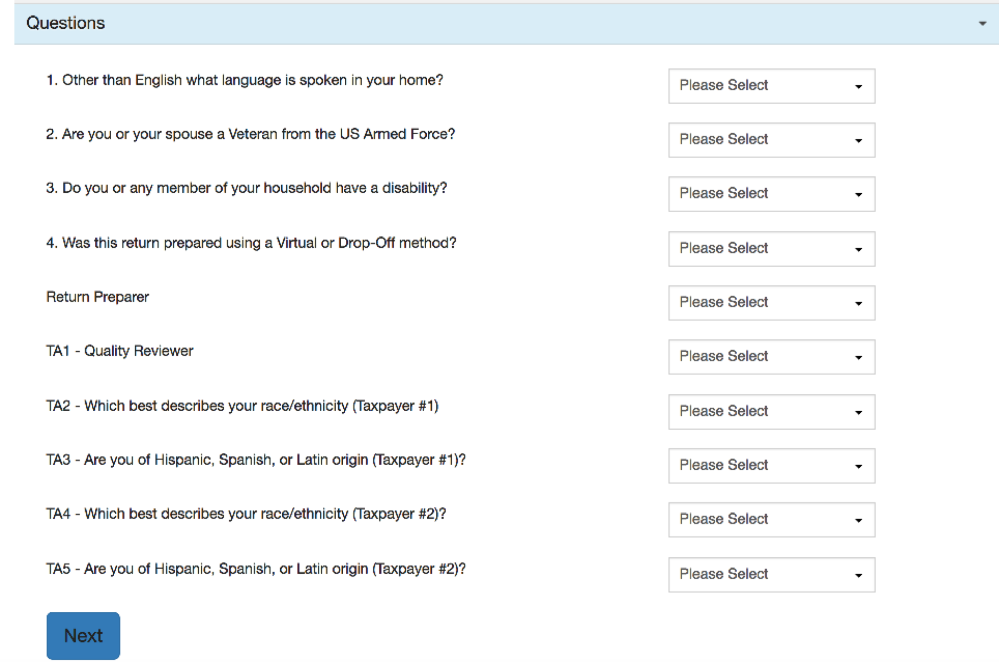 Questions
1. Other than English what language is spoken in your home? Please Select
2. Are you or your spouse a Veteran from the US Armed Force? Please Select
3. Do you or any member of your household have a disability? Please Select
4. Was this return prepared using a Virtual or Drop-Off method? Please Select
Return Preparer Please Select
TA1 - Quality Reviewer Please Select
TA2 - Which best describes your race/ethnicity (Taxpayer #1) Please Select
TA3 - Are you of Hispanic, Spanish, or Latin origin (Taxpayer #1)? Please Select
TA4 - Which best describes your race/ethnicity (Taxpayer #2)? Please Select
TA5 - Are you of Hispanic, Spanish, or Latin origin (Taxpayer #2)? Please Select
Next